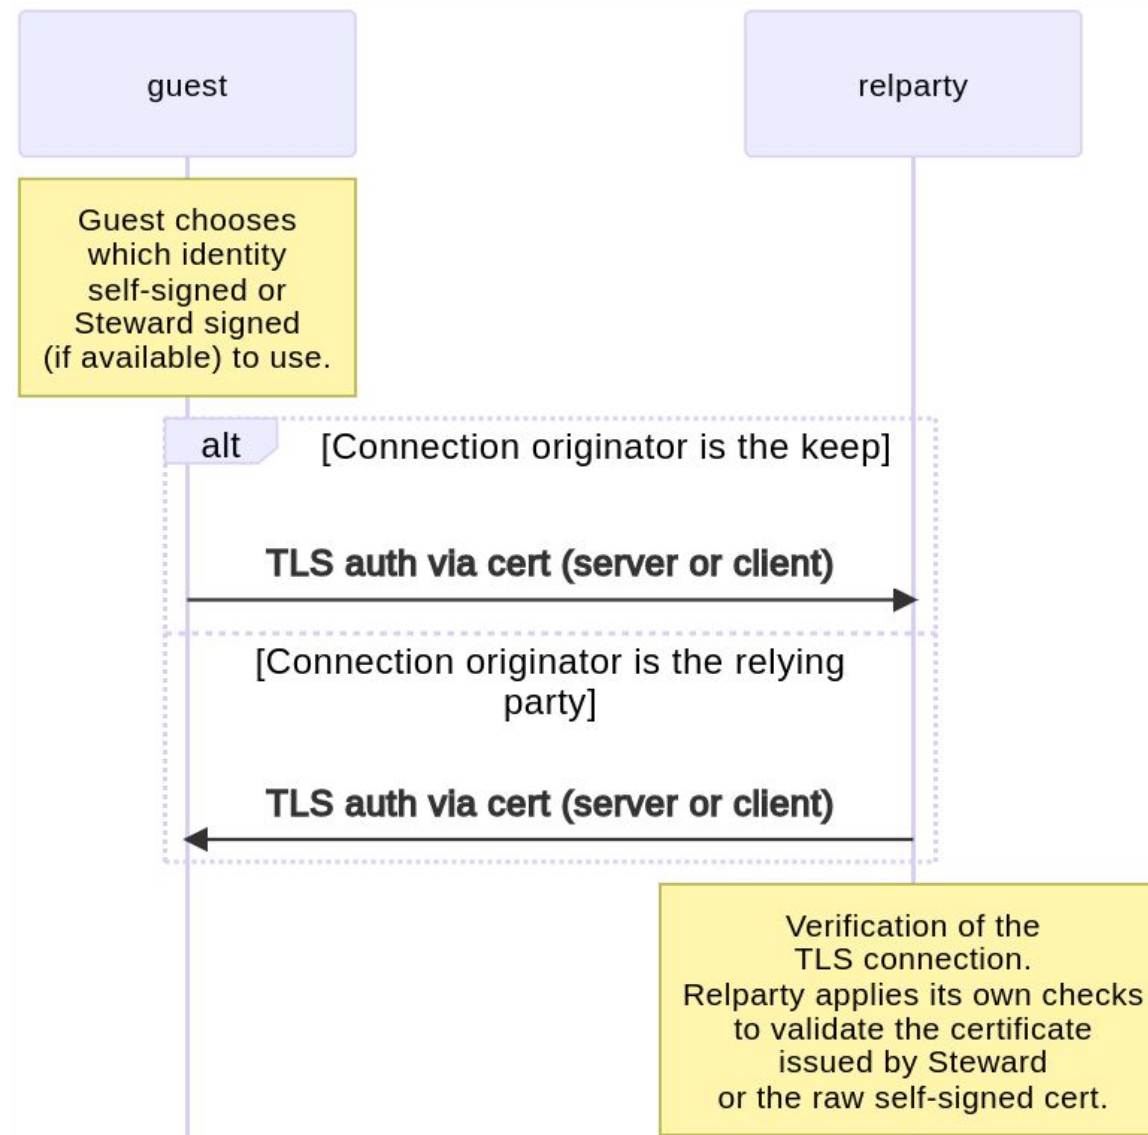 guest
relparty
Guest chooses
which identity
self-signed or
Steward signed
(if available) to use.
alt
[Connection originator is the keep]
TLS auth via cert (server or client)
[Connection originator is the relying
party]
TLS auth via cert (server or client)
Verification of the
TLS connection.
Relparty applies its own checks
to validate the certificate
issued by Steward
or the raw self-signed cert.